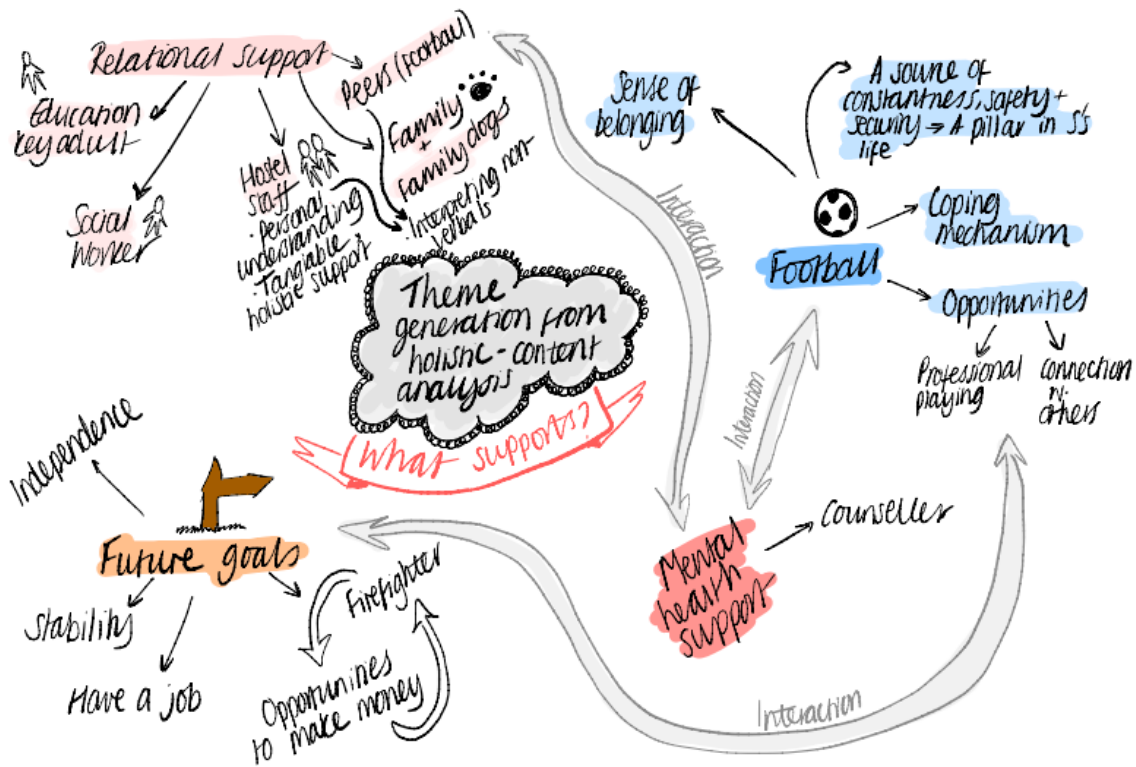 Relational support
Education
key adult
Social
Worker
Hostel
staff
• Personal
understanding
• Tangiable +
holistic support
Peers (Football)
Family
+
Family dogs
• Interpreting non-
verbals
Theme
generation from
holistic-content
analysis
What supports?
Interaction
Sense of
belonging
A source of
constantness, safety +
security → A pillar in S's
life
Football
Coping
mechanism
Opportunities
Professional
playing
Connection
w.
others
Interaction
Mental
health
support
Counseller
Independence
Future goals
Stability
Have a job
Firefighter
Opportunities
to make money
Interaction